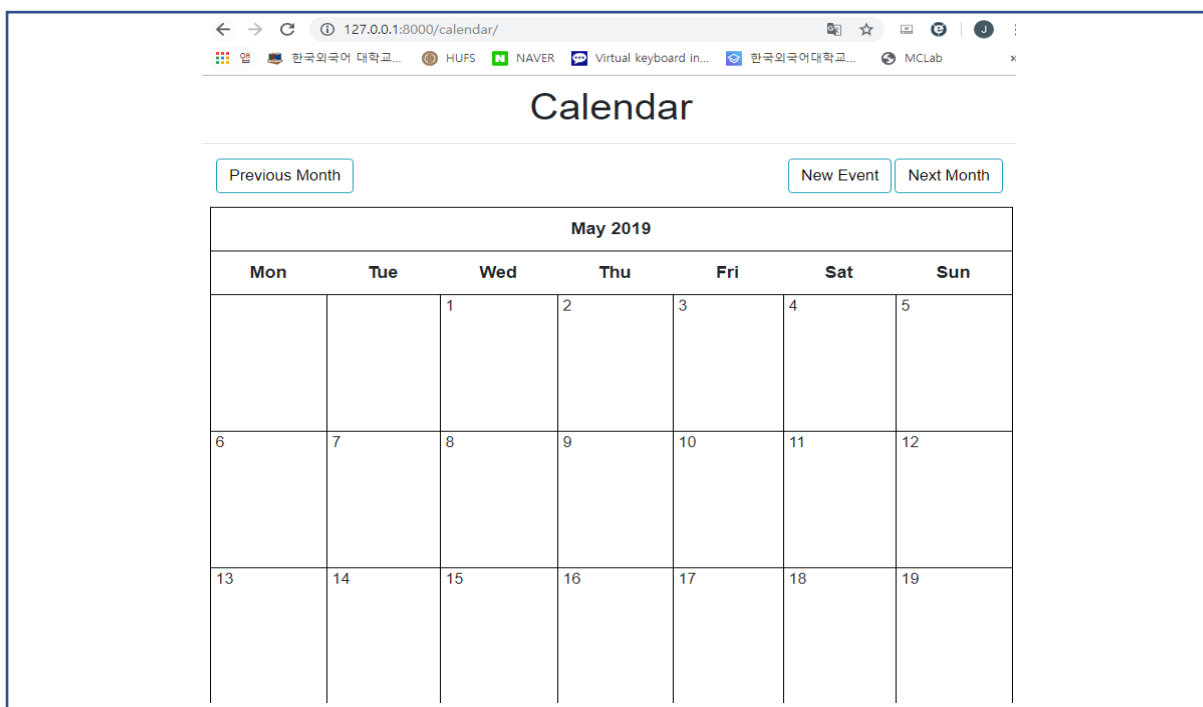 127.0.0.1:8000/calendar/
앱 한국외국어 대학교... HUFS NAVER Virtual keyboard in... 한국외국어대학교... MCLab
Calendar
Previous Month New Event Next Month
May 2019
Mon Tue Wed Thu Fri Sat Sun
1 2 3 4 5
6 7 8 9 10 11 12
13 14 15 16 17 18 19